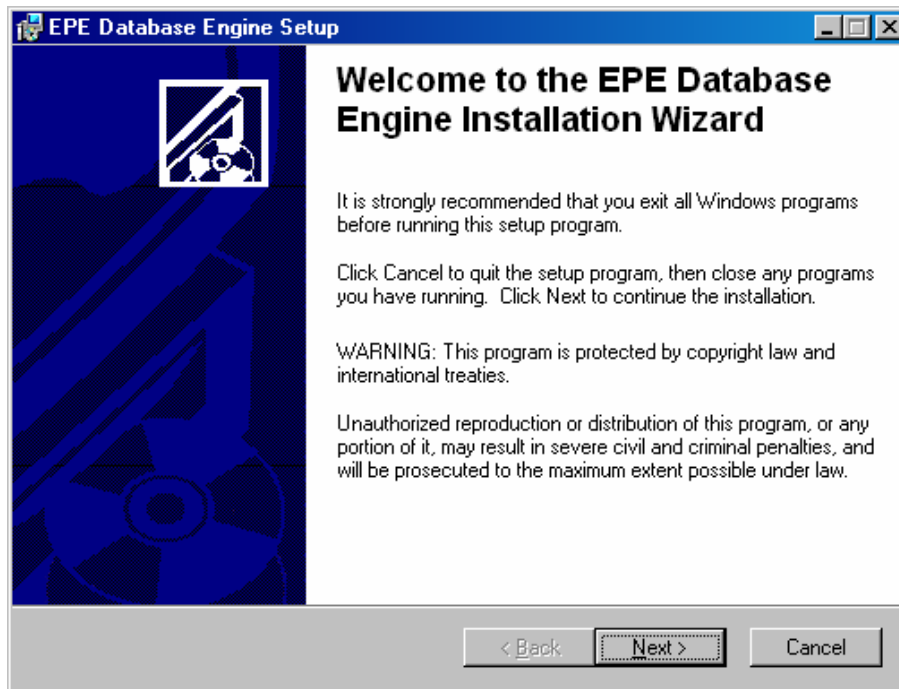 EPE Database Engine Setup
Welcome to the EPE Database
Engine Installation Wizard
It is strongly recommended that you exit all Windows programs
before running this setup program.
Click Cancel to quit the setup program, then close any programs
you have running.  Click Next to continue the installation.
WARNING: This program is protected by copyright law and
international treaties.
Unauthorized reproduction or distribution of this program, or any
portion of it, may result in severe civil and criminal penalties, and
will be prosecuted to the maximum extent possible under law.
< Back
Next >
Cancel